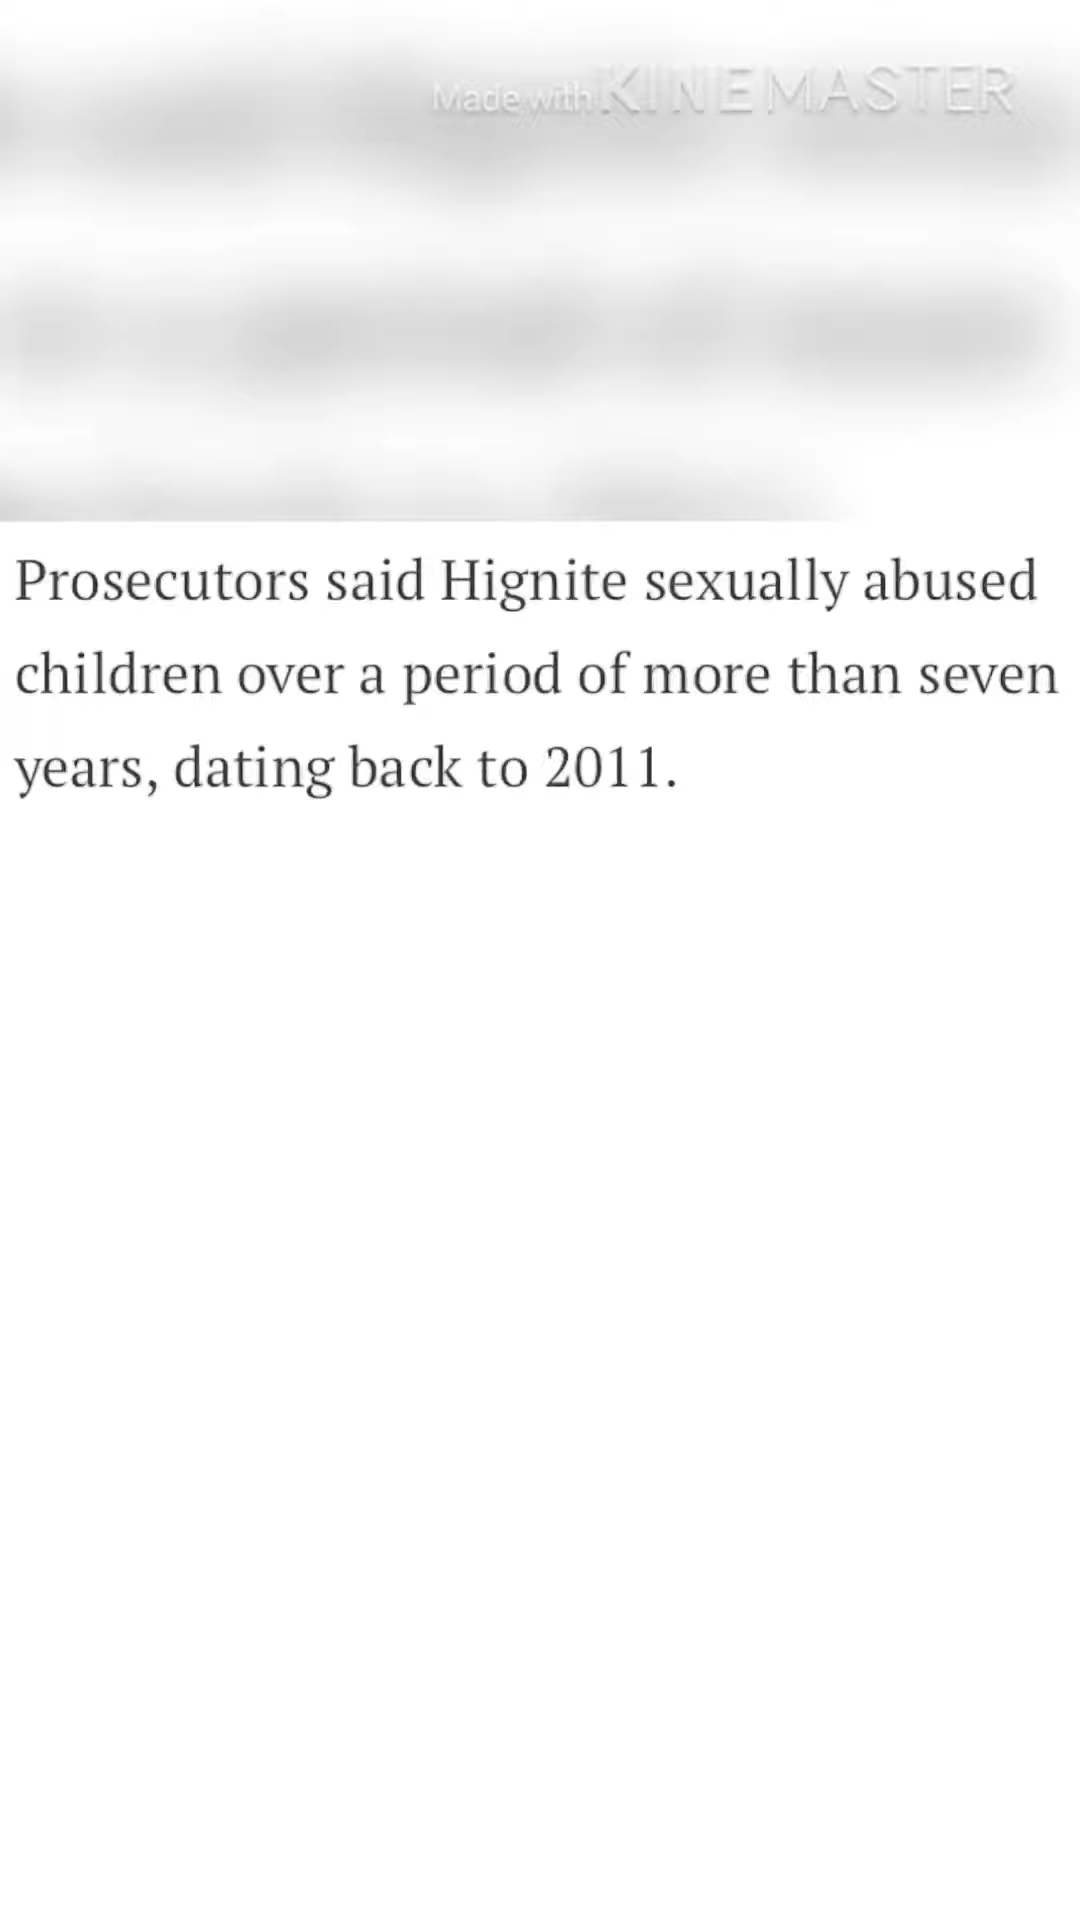 Made with KINEMASTER
Prosecutors said Hignite sexually abused
children over a period of more than seven
years, dating back to 2011.